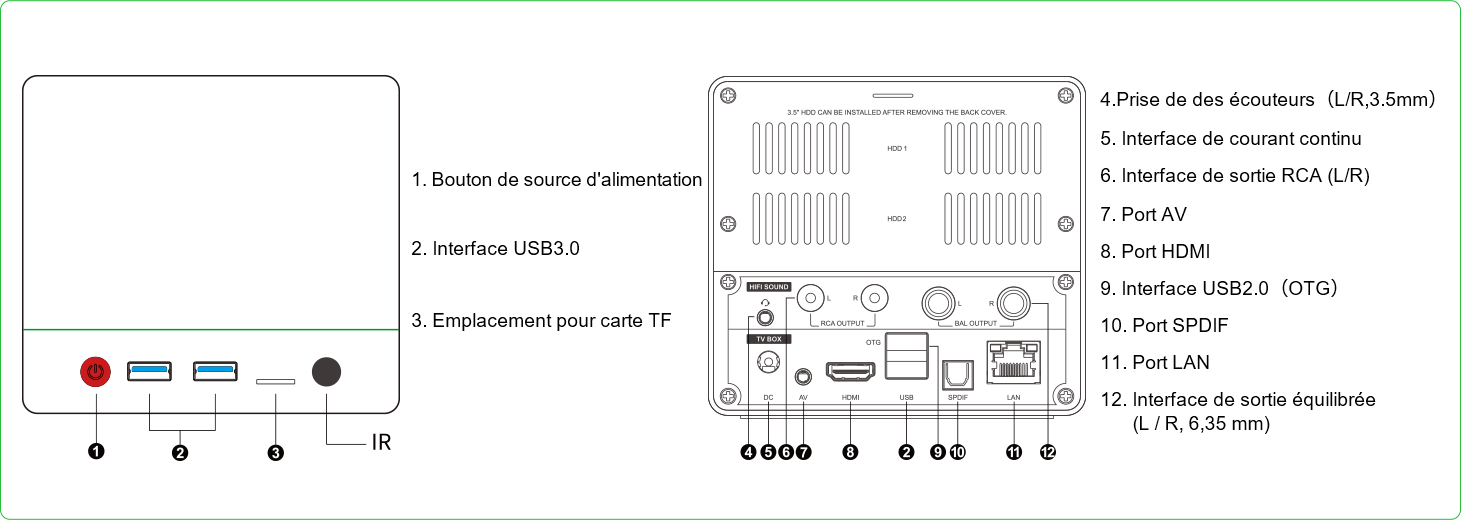 1. Bouton de source d'alimentation
2. Interface USB3.0
3. Emplacement pour carte TF
1
2
3
IR
3.5" HDD CAN BE INSTALLED AFTER REMOVING THE BACK COVER.
HDD 1
HDD 2
HIFI SOUND
L
R
L
R
RCA OUTPUT
BAL OUTPUT
TV BOX
OTG
DC
AV
HDMI
USB
SPDIF
LAN
4
5
6
7
8
2
9
10
11
12
4.Prise de des écouteurs（L/R,3.5mm）
5. Interface de courant continu
6. Interface de sortie RCA (L/R)
7. Port AV
8. Port HDMI
9. Interface USB2.0（OTG）
10. Port SPDIF
11. Port LAN
12. Interface de sortie équilibrée
(L / R, 6,35 mm)